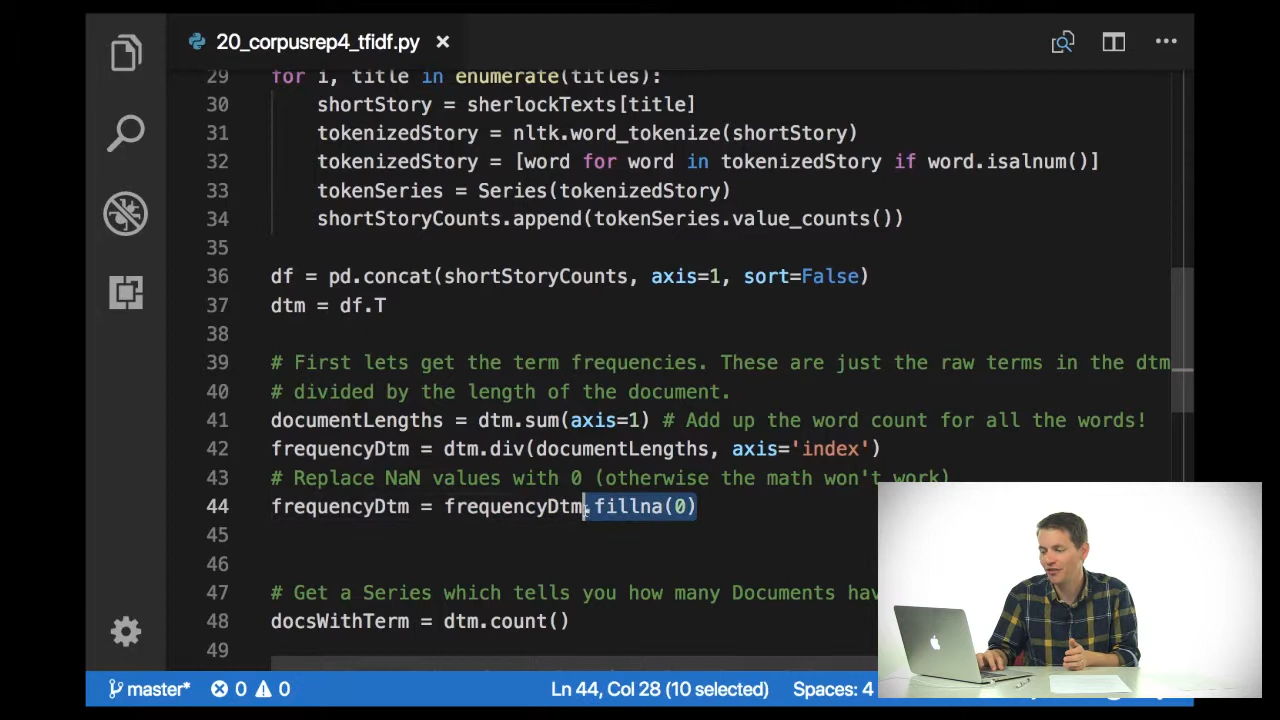 20_corpusrep4_tfidf.py
29 for i, title in enumerate(titles):
30 shortStory = sherlockTexts[title]
31 tokenizedStory = nltk.word_tokenize(shortStory)
32 tokenizedStory = [word for word in tokenizedStory if word.isalnum()]
33 tokenSeries = Series(tokenizedStory)
34 shortStoryCounts.append(tokenSeries.value_counts())
35
36 df = pd.concat(shortStoryCounts, axis=1, sort=False)
37 dtm = df.T
38
39 # First lets get the term frequencies. These are just the raw terms in the dtm
40 # divided by the length of the document.
41 documentLengths = dtm.sum(axis=1) # Add up the word count for all the words!
42 frequencyDtm = dtm.div(documentLengths, axis='index')
43 # Replace NaN values with 0 (otherwise the math won't work)
44 frequencyDtm = frequencyDtm.fillna(0)
45
46
47 # Get a Series which tells you how many Documents
48 docsWithTerm = dtm.count()
49
master* 0 0 Ln 44, Col 28 (10 selected) Spaces: 4